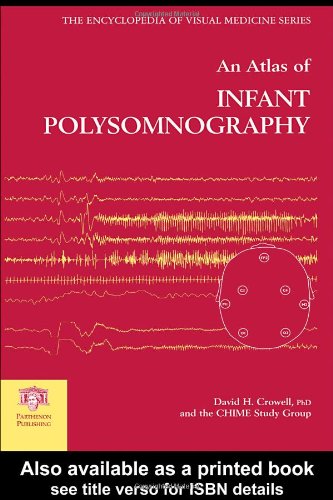 THE ENCYCLOPEDIA OF VISUAL MEDICINE SERIES
An Atlas of
INFANT
POLYSOMNOGRAPHY
David H. Crowell, PhD
and the CHIME Study Group
PARTHENON
PUBLISHING
Also available as a printed book
see title verso for ISBN details